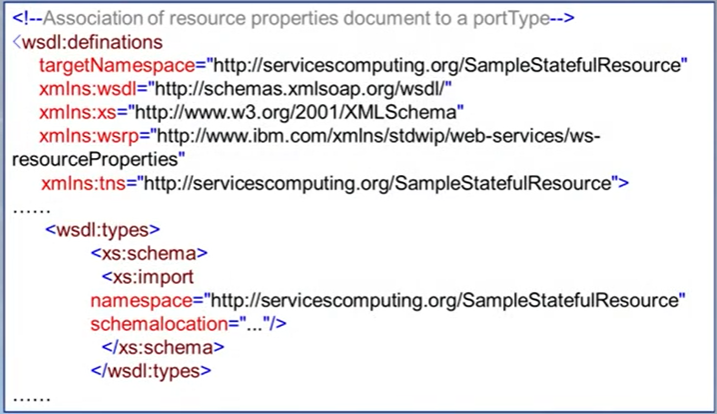 <!--Association of resource properties document to a portType-->
<wsdl:definations
targetNamespace="http://servicescomputing.org/SampleStatefulResource"
xmlns:wsdl="http://schemas.xmlsoap.org/wsdl/"
xmlns:xs="http://www.w3.org/2001/XMLSchema"
xmlns:wsrp="http://www.ibm.com/xmlns/stdwip/web-services/ws-
resourceProperties"
xmlns:tns="http://servicescomputing.org/SampleStatefulResource">
......
<wsdl:types>
<xs:schema>
<xs:import
namespace="http://servicescomputing.org/SampleStatefulResource"
schemalocation="..."/>
</xs:schema>
</wsdl:types>
......